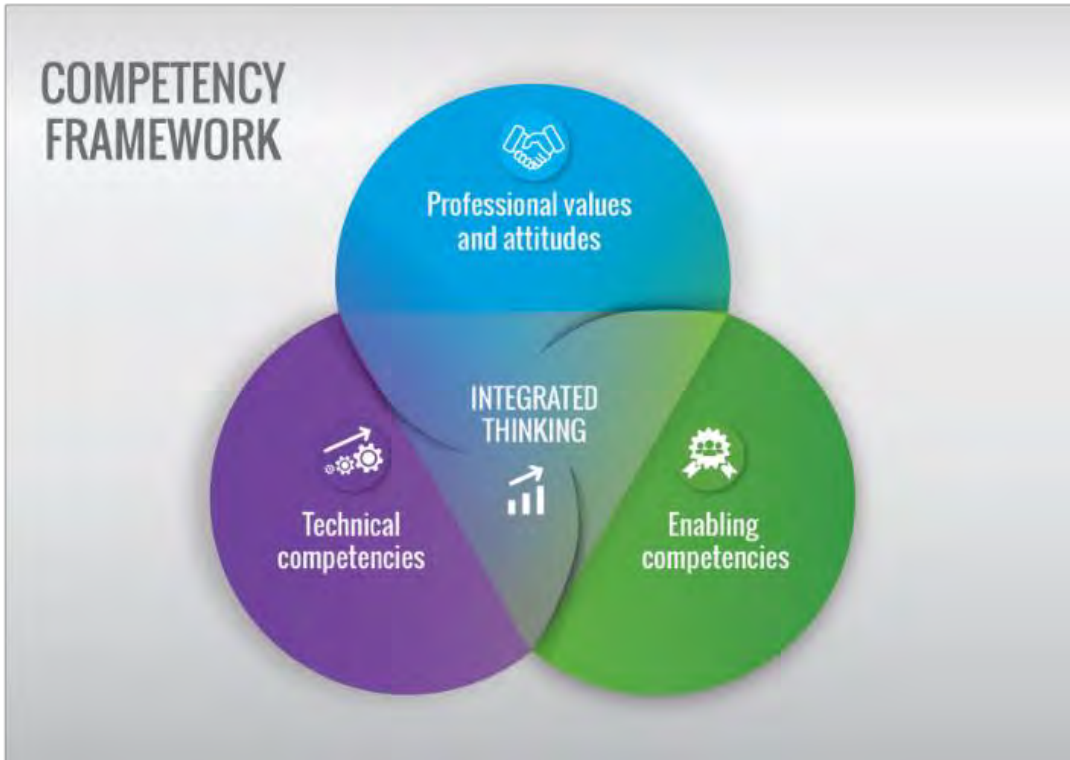 COMPETENCY
FRAMEWORK
Professional values
and attitudes
INTEGRATED
THINKING
Technical
competencies
Enabling
competencies